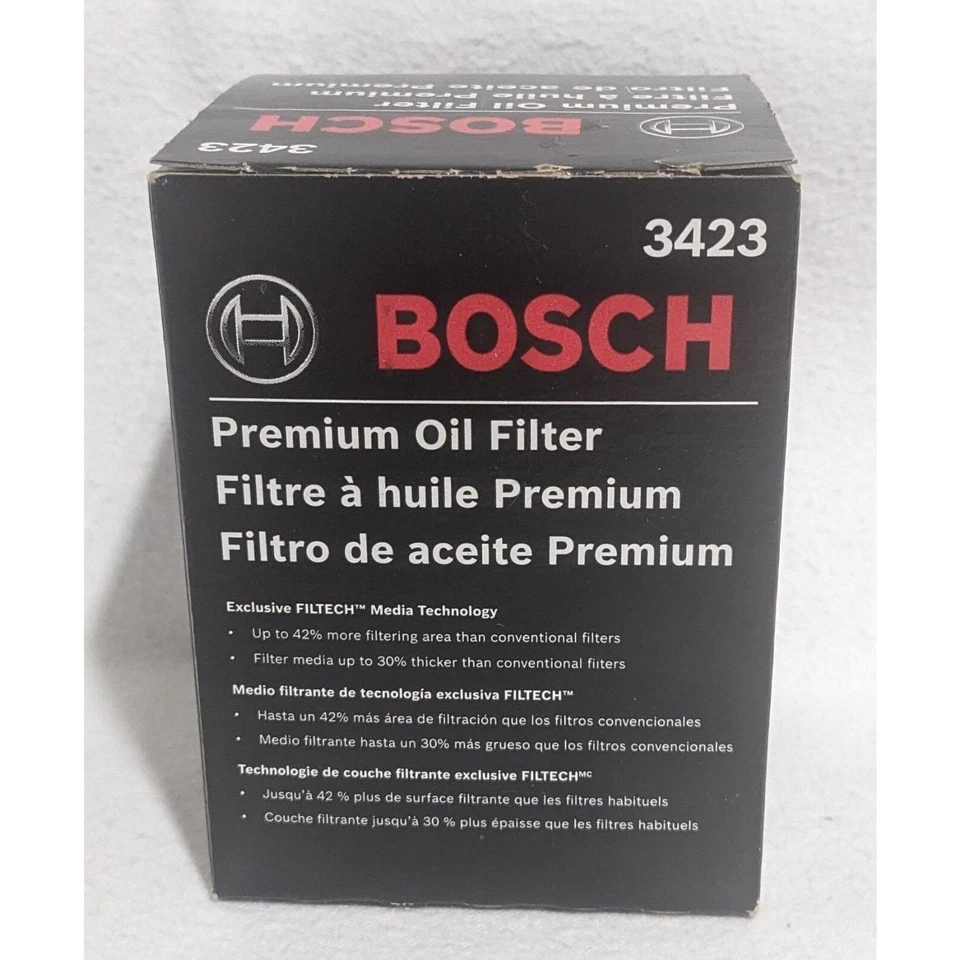 Premium Oil Filter
Filtre à huile Premium
Filtro de aceite Premium
BOSCH
3423
3423
BOSCH
Premium Oil Filter
Filtre à huile Premium
Filtro de aceite Premium
Exclusive FILTECH™ Media Technology
• Up to 42% more filtering area than conventional filters
• Filter media up to 30% thicker than conventional filters
Medio filtrante de tecnología exclusiva FILTECH™
• Hasta un 42% más área de filtración que los filtros convencionales
• Medio filtrante hasta un 30% más grueso que los filtros convencionales
Technologie de couche filtrante exclusive FILTECHᴹᶜ
• Jusqu'à 42 % plus de surface filtrante que les filtres habituels
• Couche filtrante jusqu'à 30 % plus épaisse que les filtres habituels